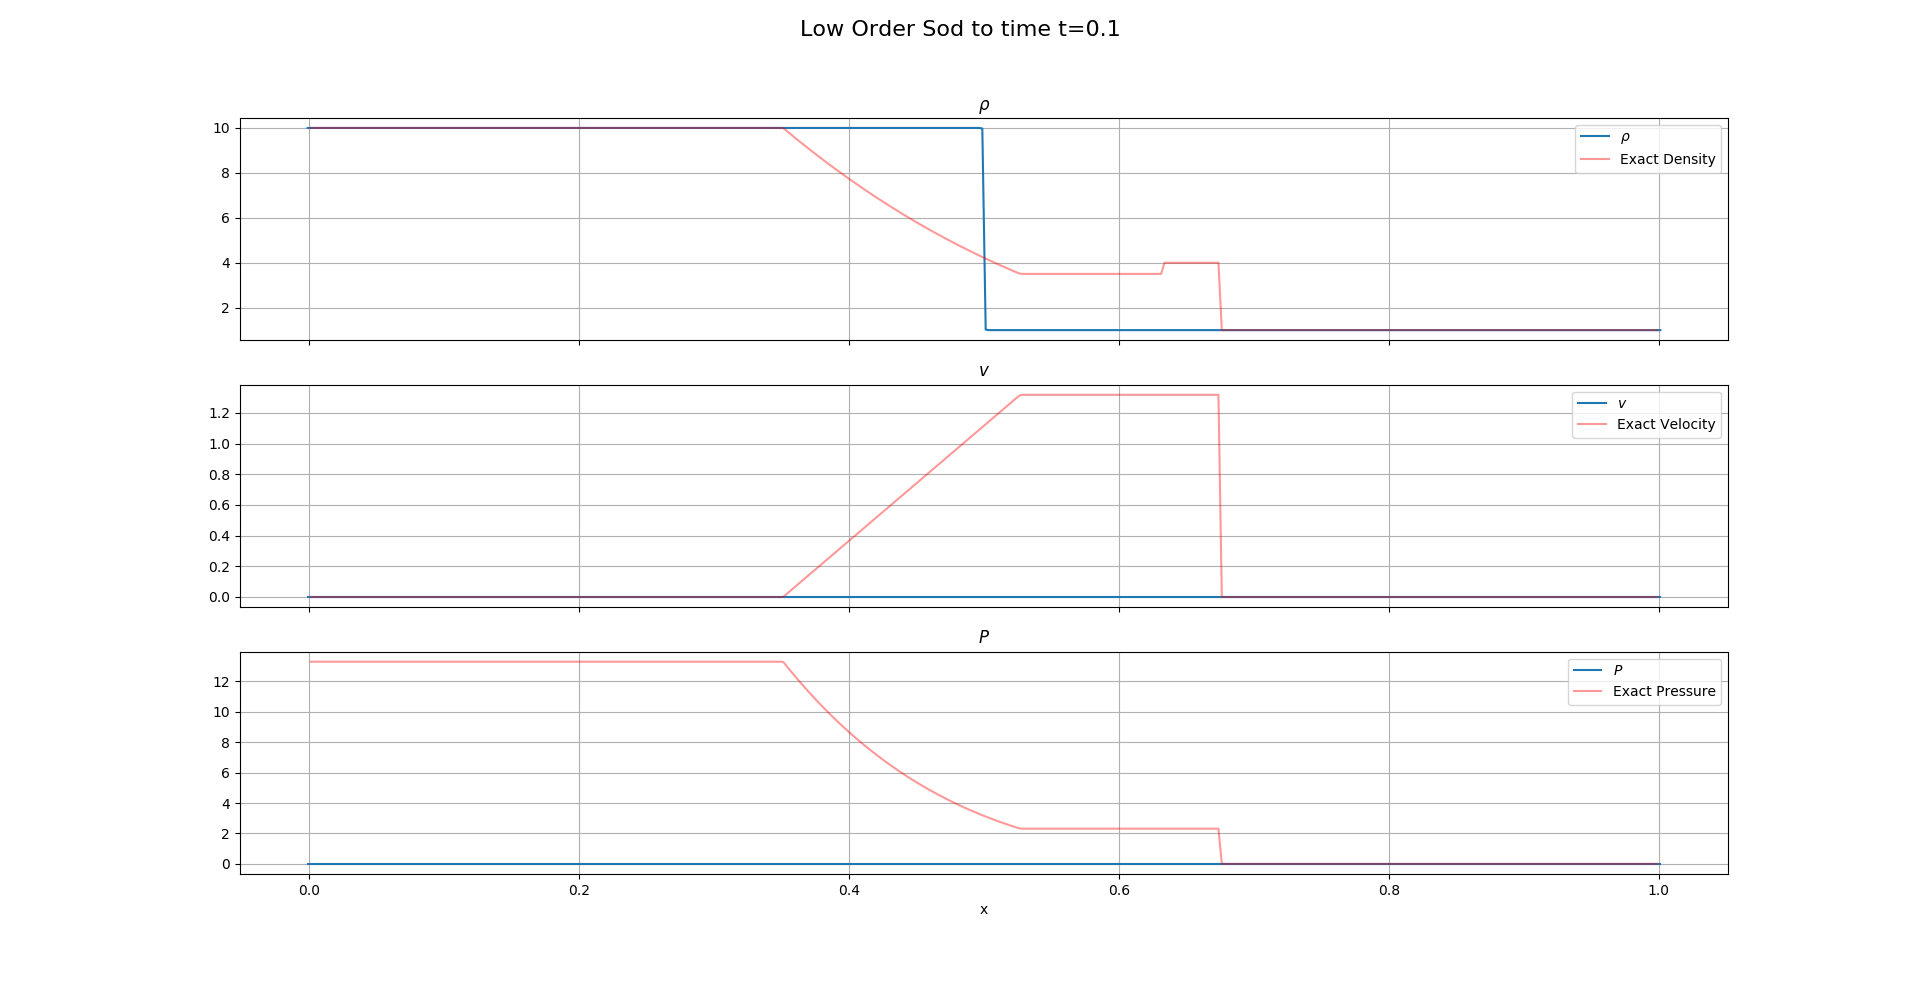 Low Order Sod to time t=0.1
ρ
10
8
6
4
2
ρ
Exact Density
v
1.2
1.0
0.8
0.6
0.4
0.2
0.0
v
Exact Velocity
P
12
10
8
6
4
2
0
P
Exact Pressure
0.0 0.2 0.4 0.6 0.8 1.0
x